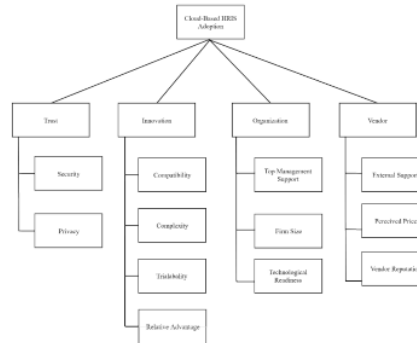 Cloud-Based HRIS
Adoption
Trust
Innovation
Organization
Vendor
Security
Privacy
Compatibility
Complexity
Trialability
Relative Advantage
Top Management
Support
Firm Size
Technological
Readiness
External Support
Perceived Price
Vendor Reputation